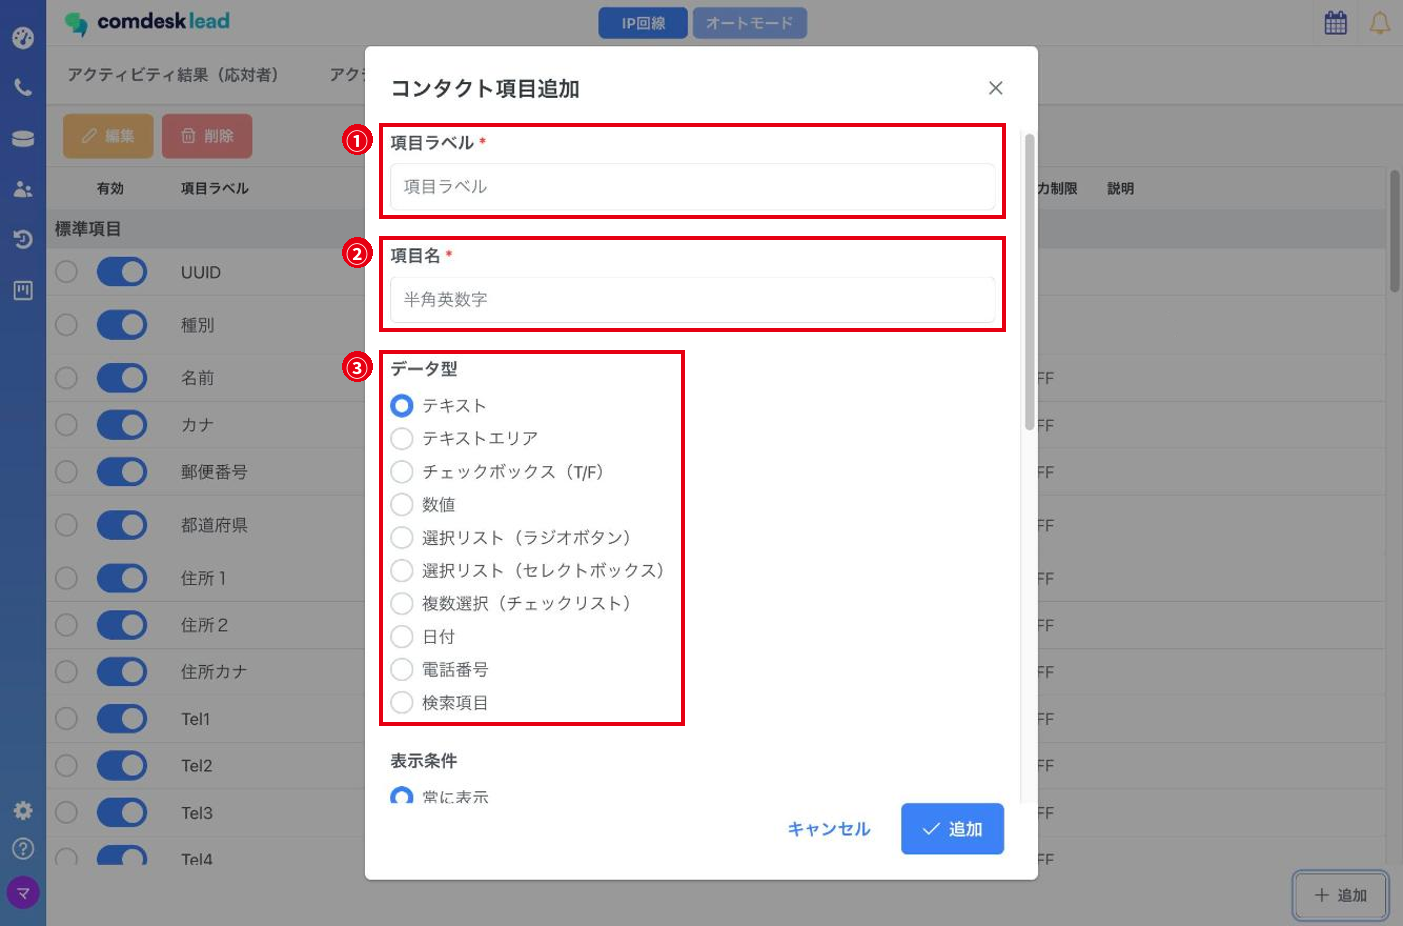 comdesk lead
IP回線
オートモード
アクティビティ結果（応対者）
編集
削除
有効
項目ラベル
力制限
説明
標準項目
UUID
種別
名前
FF
カナ
FF
郵便番号
FF
都道府県
FF
住所１
FF
住所２
FF
住所カナ
FF
Tel1
FF
Tel2
FF
Tel3
FF
Tel4
FF
マ
＋ 追加
コンタクト項目追加
①
項目ラベル *
項目ラベル
②
項目名 *
半角英数字
③
データ型
テキスト
テキストエリア
チェックボックス（T/F）
数値
選択リスト（ラジオボタン）
選択リスト（セレクトボックス）
複数選択（チェックリスト）
日付
電話番号
検索項目
表示条件
常に表示
キャンセル
追加